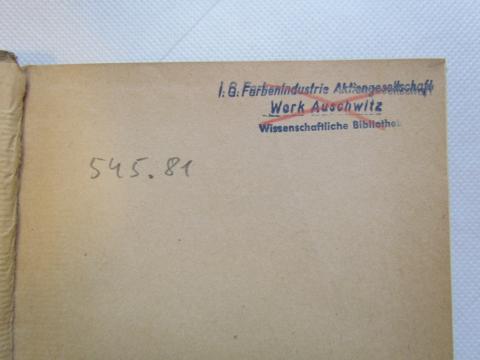 I. G. Farbenindustrie Aktiengesellschaft
Werk Auschwitz
Wissenschaftliche Bibliothek
545.81